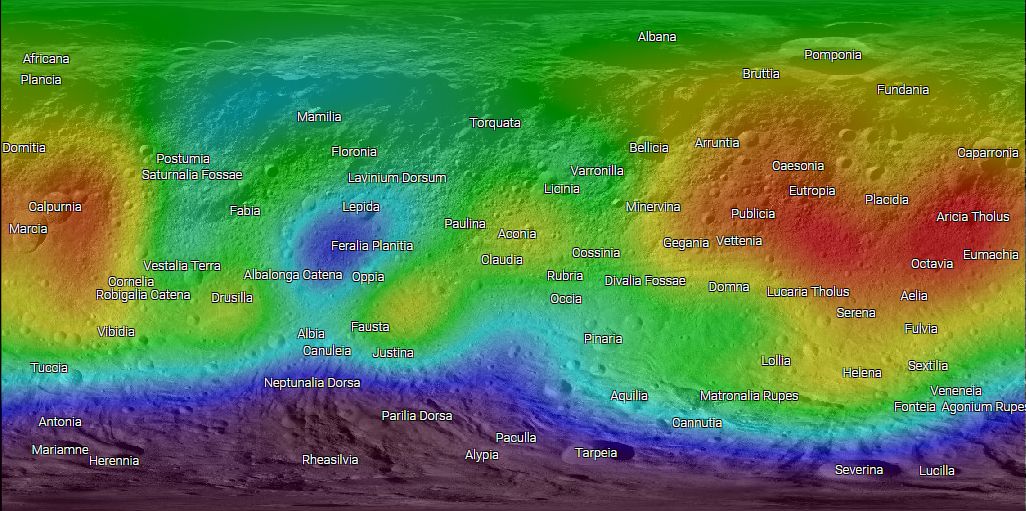 Albana
Pomponia
Africana
Bruttia
Plancia
Fundania
Mamilia
Torquata
Domitia
Bellicia
Arruntia
Floronia
Caparronia
Postumia
Caesonia
Saturnalia Fossae
Varronilla
Lavinium Dorsum
Licinia
Eutropia
Placidia
Calpurnia
Lepida
Minervina
Fabia
Publicia
Aricia Tholus
Marcia
Paulina
Aconia
Gegania
Vettenia
Feralia Planitia
Cossinia
Eumachia
Claudia
Octavia
Vestalia Terra
Albalonga Catena
Oppia
Rubria
Cornelia
Divalia Fossae
Domna
Robigalia Catena
Lucaria Tholus
Drusilla
Occia
Aelia
Serena
Fausta
Fulvia
Vibidia
Albia
Pinaria
Canuleia
Justina
Lollia
Tuccia
Sextilia
Helena
Neptunalia Dorsa
Veneneia
Aquilia
Matronalia Rupes
Fonteia
Agonium Rupes
Parilia Dorsa
Antonia
Cannutia
Paculla
Mariamne
Tarpeia
Alypia
Herennia
Rheasilvia
Severina
Lucilla